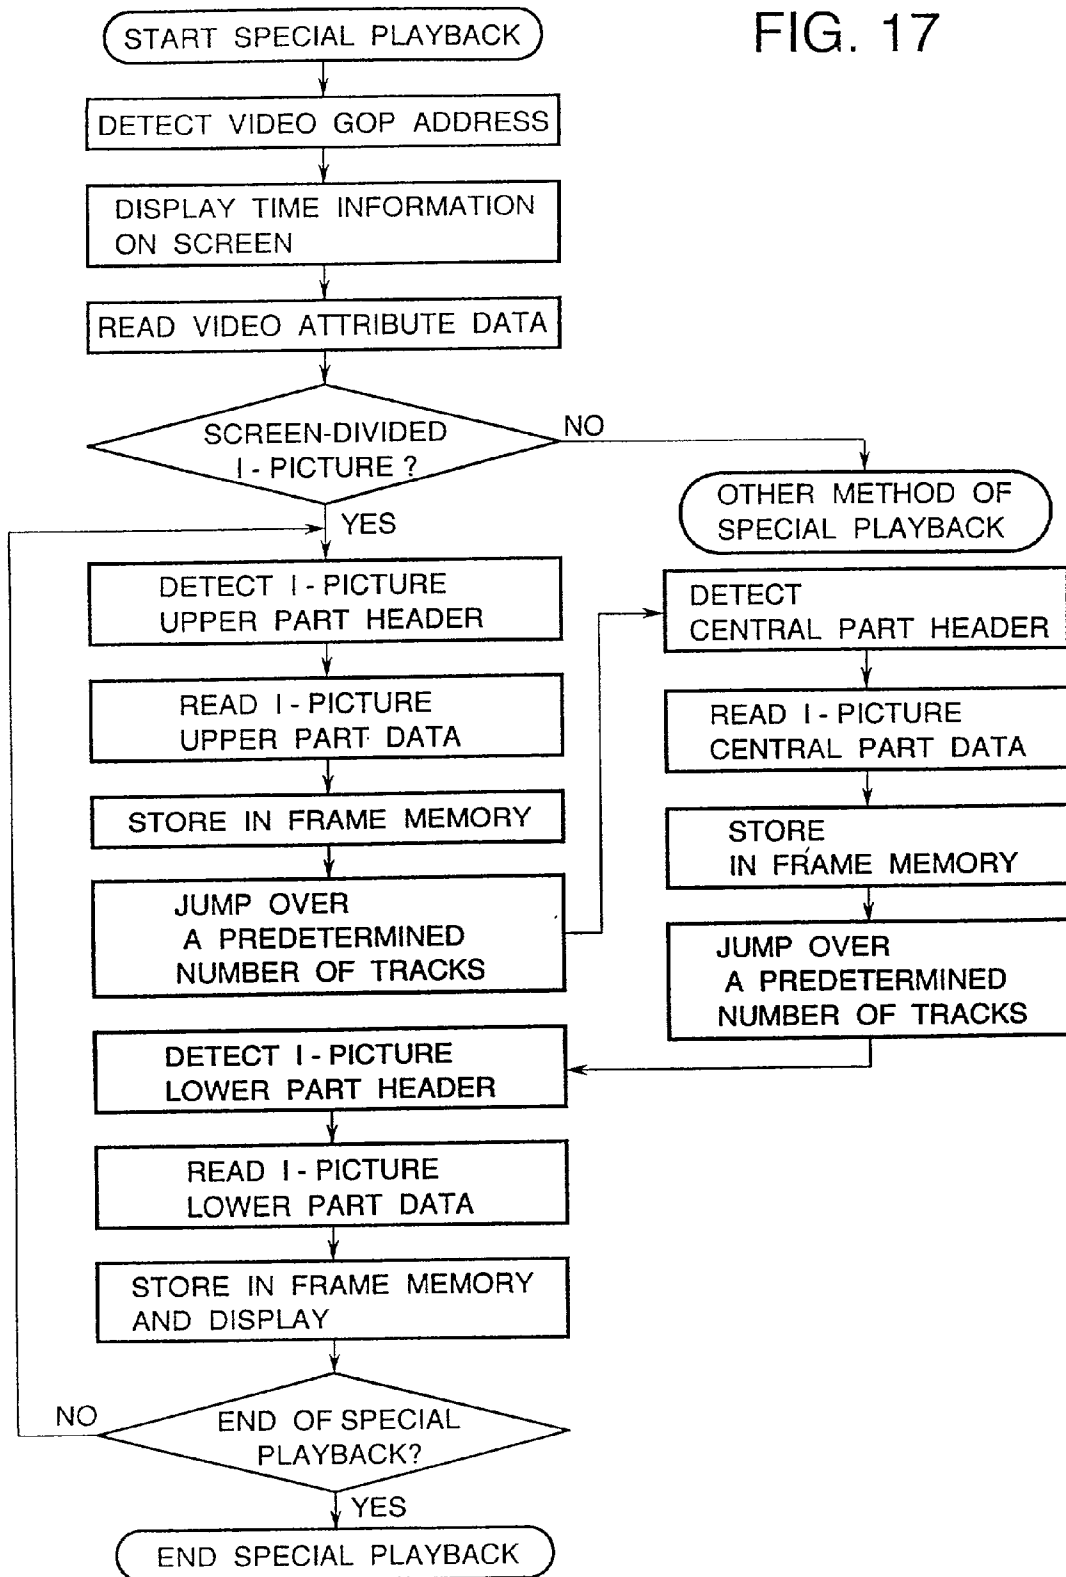 FIG. 17
START SPECIAL PLAYBACK
DETECT VIDEO GOP ADDRESS
DISPLAY TIME INFORMATION
ON SCREEN
READ VIDEO ATTRIBUTE DATA
SCREEN-DIVIDED
I - PICTURE ?
NO
YES
OTHER METHOD OF
SPECIAL PLAYBACK
DETECT I - PICTURE
UPPER PART HEADER
READ I - PICTURE
UPPER PART DATA
STORE IN FRAME MEMORY
JUMP OVER
A PREDETERMINED
NUMBER OF TRACKS
DETECT
CENTRAL PART HEADER
READ I - PICTURE
CENTRAL PART DATA
STORE
IN FRAME MEMORY
JUMP OVER
A PREDETERMINED
NUMBER OF TRACKS
DETECT I - PICTURE
LOWER PART HEADER
READ I - PICTURE
LOWER PART DATA
STORE IN FRAME MEMORY
AND DISPLAY
END OF SPECIAL
PLAYBACK?
NO
YES
END SPECIAL PLAYBACK